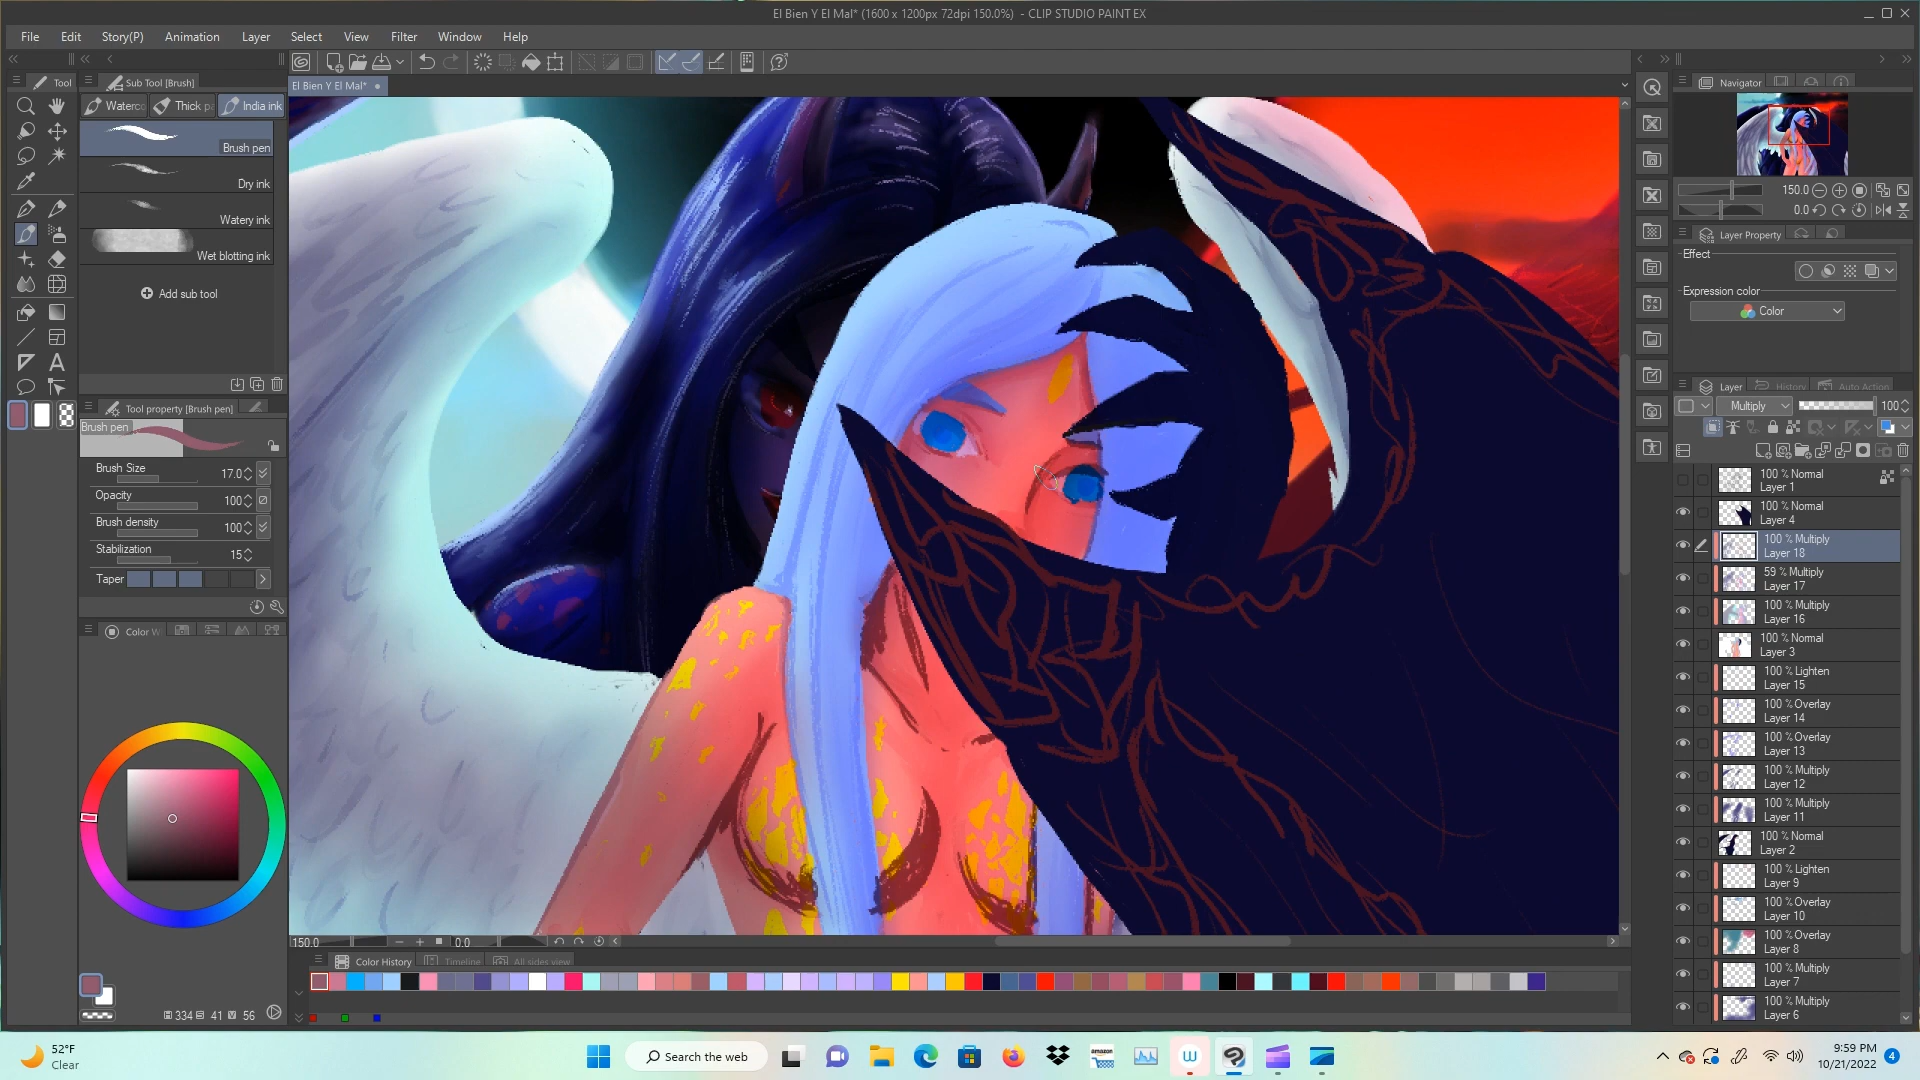 El Bien Y El Mal* (1600 x 1200px 72dpi 150.0%) - CLIP STUDIO PAINT EX
File Edit Story(P) Animation Layer Select View Filter Window Help
Tool
Sub Tool [Brush]
El Bien Y El Mal*
Waterc
Thick pa
India ink
Brush pen
Dry ink
Watery ink
Wet blotting ink
Add sub tool
Tool property [Brush pen]
Brush pen
Brush Size 17.0
Opacity 100
Brush density 100
Stabilization 15
Taper
Color W
334 41 56
150.0 0.0
Color History Timeline All sides view
Navigator
150.0
0.0
Layer Property
Effect
Expression color
Color
Layer History Auto Action
Multiply 100
100 % Normal
Layer 1
100 % Normal
Layer 4
100 % Multiply
Layer 18
59 % Multiply
Layer 17
100 % Multiply
Layer 16
100 % Normal
Layer 3
100 % Lighten
Layer 15
100 % Overlay
Layer 14
100 % Overlay
Layer 13
100 % Multiply
Layer 12
100 % Multiply
Layer 11
100 % Normal
Layer 2
100 % Lighten
Layer 9
100 % Overlay
Layer 10
100 % Overlay
Layer 8
100 % Multiply
Layer 7
100 % Multiply
Layer 6
52°F
Clear
Search the web
amazon
9:59 PM
10/21/2022
4